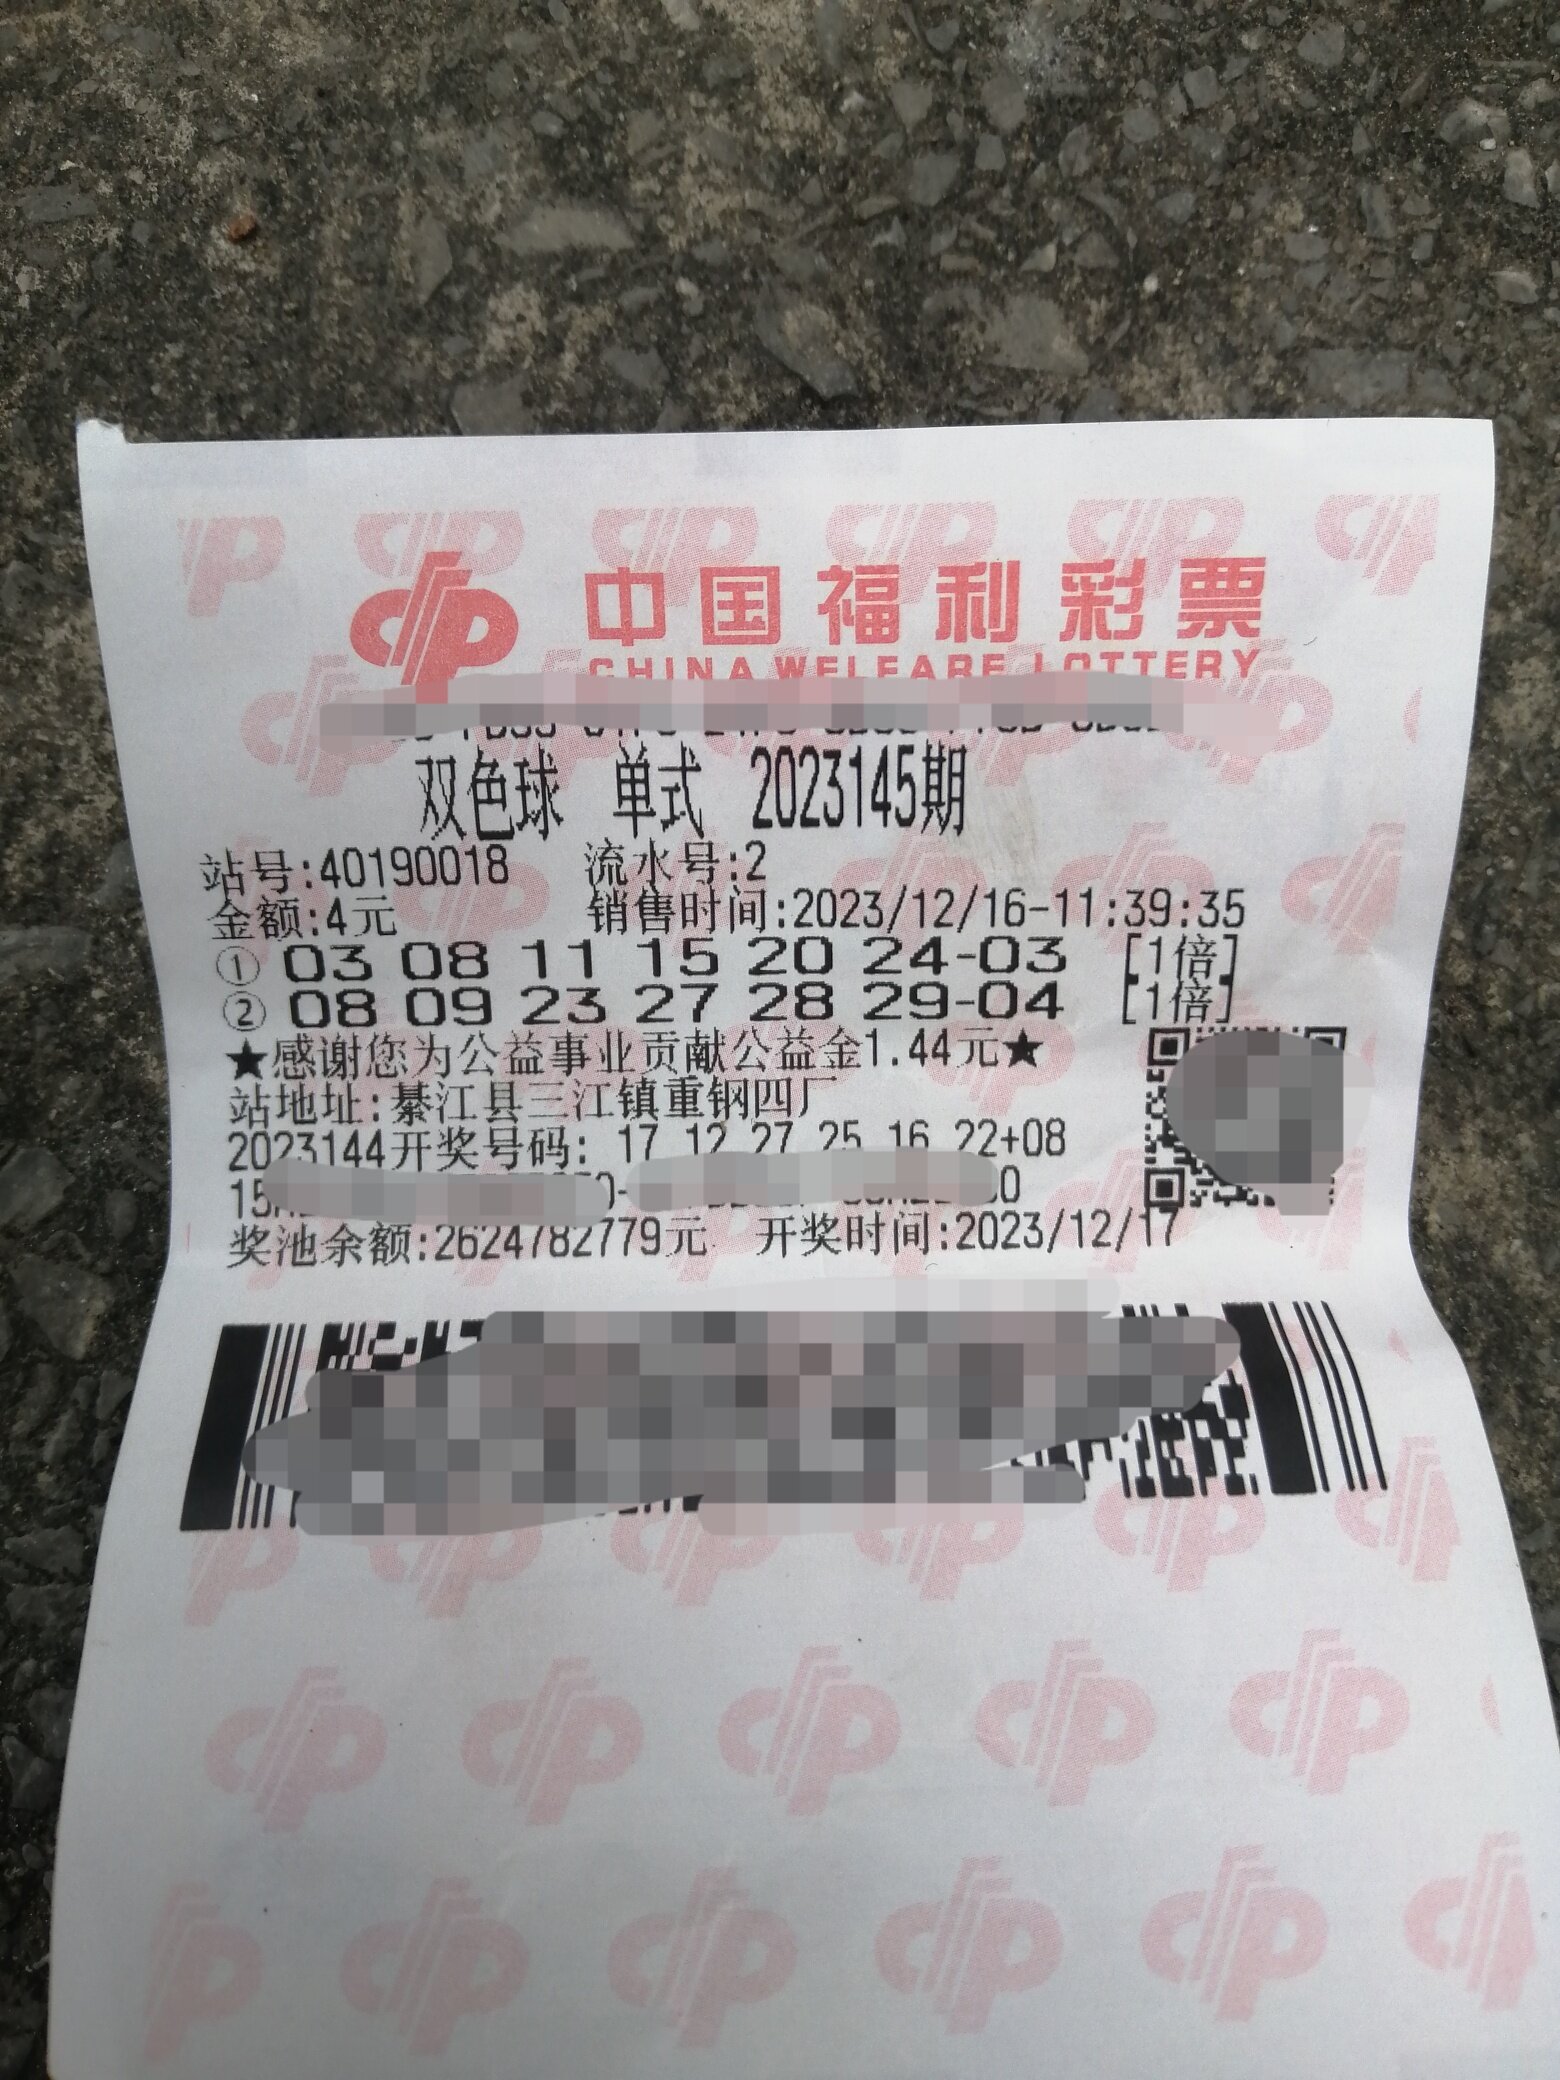 中国福利彩票
CHINA WELFARE LOTTERY
双色球 单式 2023145期
站号:40190018 流水号:2
金额:4元 销售时间:2023/12/16-11:39:35
① 03 08 11 15 20 24-03 [1倍]
② 08 09 23 27 28 29-04 [1倍]
★感谢您为公益事业贡献公益金1.44元★
站地址:綦江县三江镇重钢四厂
2023144开奖号码: 17 12 27 25 16 22+08
奖池余额:2624782779元 开奖时间:2023/12/17